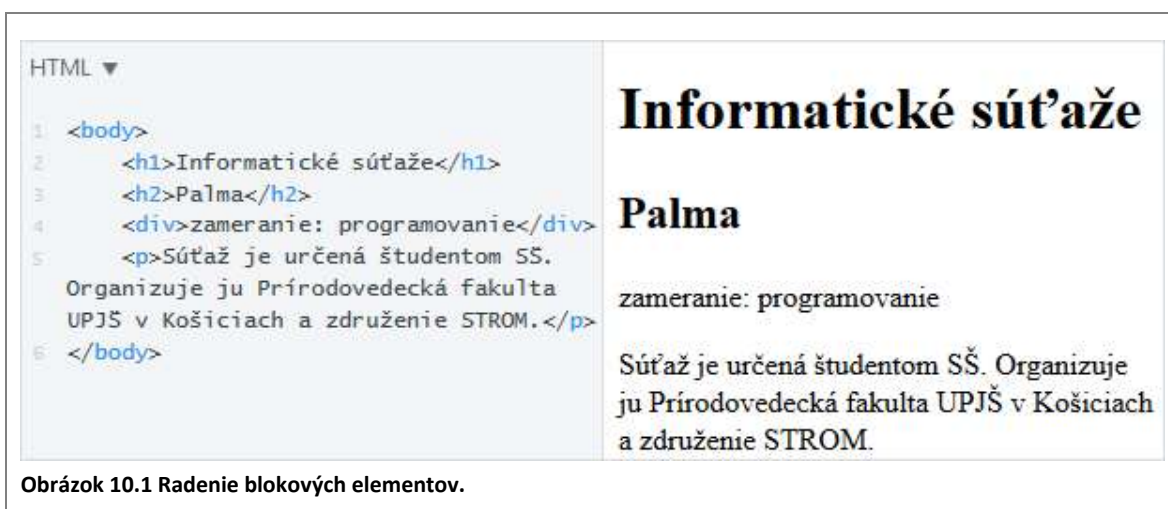 HTML ▼
1 <body>
2 <h1>Informatické súťaže</h1>
3 <h2>Palma</h2>
4 <div>zameranie: programovanie</div>
5 <p>Súťaž je určená študentom SŠ.
Organizuje ju Prírodovedecká fakulta
UPJŠ v Košiciach a združenie STROM.</p>
6 </body>
Informatické súťaže
Palma
zameranie: programovanie
Súťaž je určená študentom SŠ. Organizuje
ju Prírodovedecká fakulta UPJŠ v Košiciach
a združenie STROM.
Obrázok 10.1 Radenie blokových elementov.